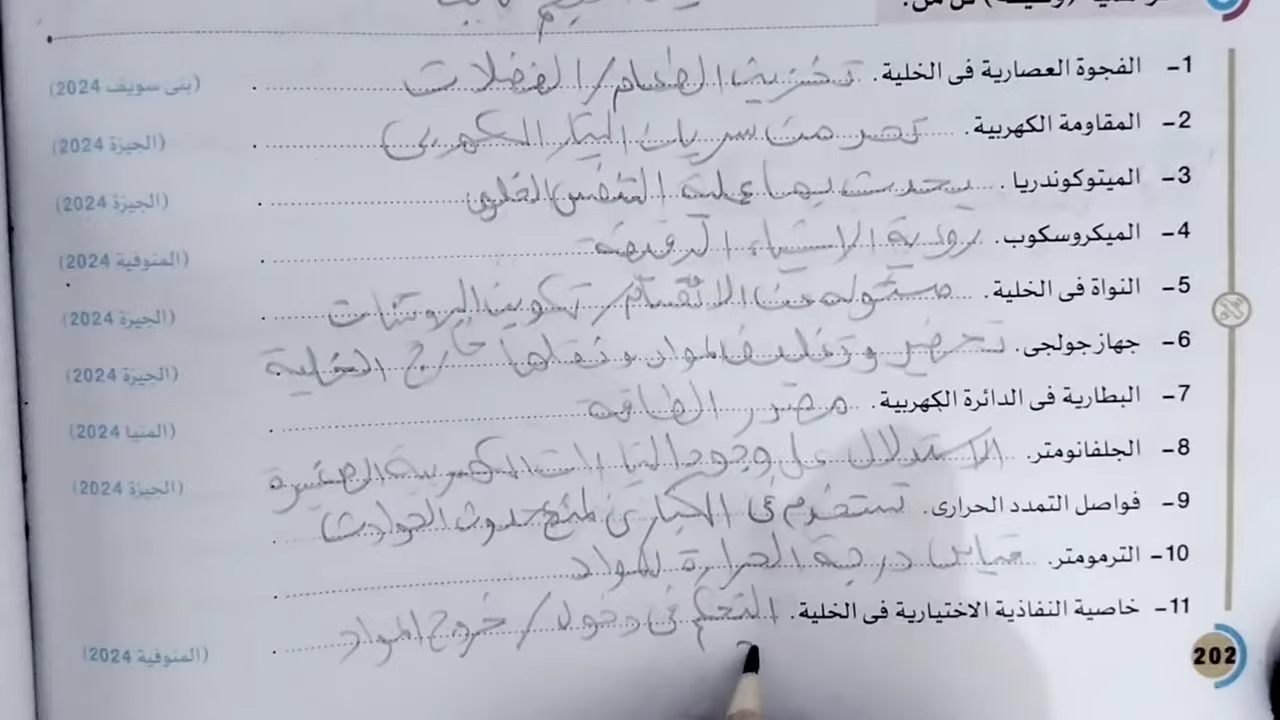 1- الفجوة العصارية فى الخلية. تخزين الطعام / الفضلات (بنى سويف 2024)
2- المقاومة الكهربية. تحد من سريان التيار الكهربى (الجيزة 2024)
3- الميتوكوندريا. يحدث بها عملية التنفس الخلوى (الجيزة 2024)
4- الميكروسكوب. رؤية الاشياء الدقيقة (المنوفية 2024)
5- النواة فى الخلية. مسئوله عن الانقسام / تكوين البروتنات (الجيزة 2024)
6- جهاز جولجى. تحضير وتغليف المواد ونقلها خارج الخلية (الجيزة 2024)
7- البطارية فى الدائرة الكهربية. مصدر الطاقة (المنيا 2024)
8- الجلفانومتر. الاستدلال على وجود التيارات الكهربية الصغيرة (الجيزة 2024)
9- فواصل التمدد الحرارى. تستخدم فى الكبارى لمنع حدوث الحوادث
10- الترمومتر. قياس درجة الحرارة للمواد
11- خاصية النفاذية الاختيارية فى الخلية. التحكم فى دخول / خروج المواد (المنوفية 2024)
202